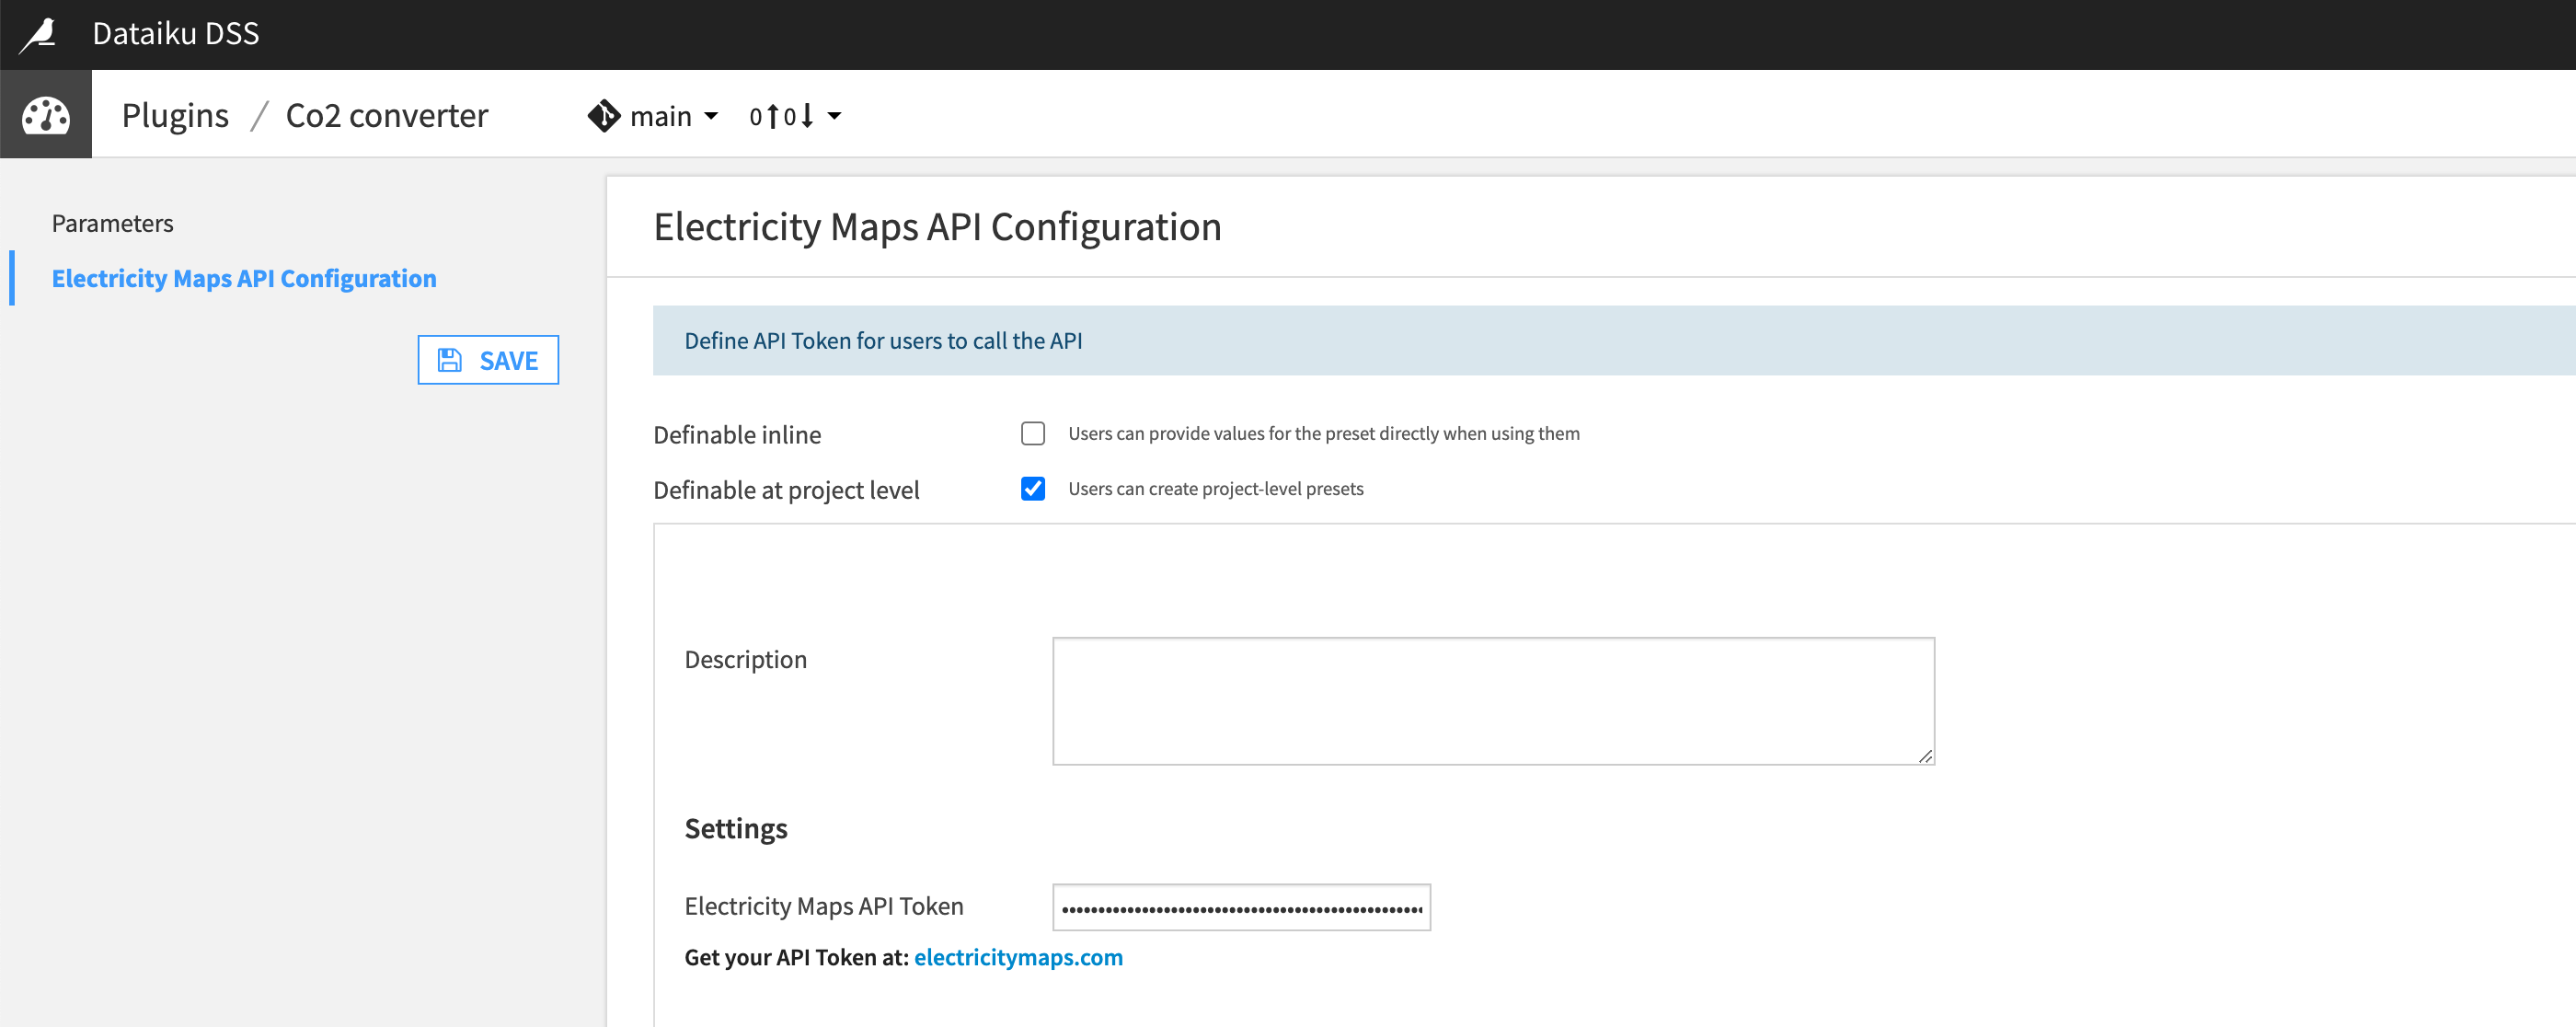 Dataiku DSS
Plugins / Co2 converter main 0 0
Parameters
Electricity Maps API Configuration
SAVE
Electricity Maps API Configuration
Define API Token for users to call the API
Definable inline Users can provide values for the preset directly when using them
Definable at project level Users can create project-level presets
Description
Settings
Electricity Maps API Token
Get your API Token at: electricitymaps.com